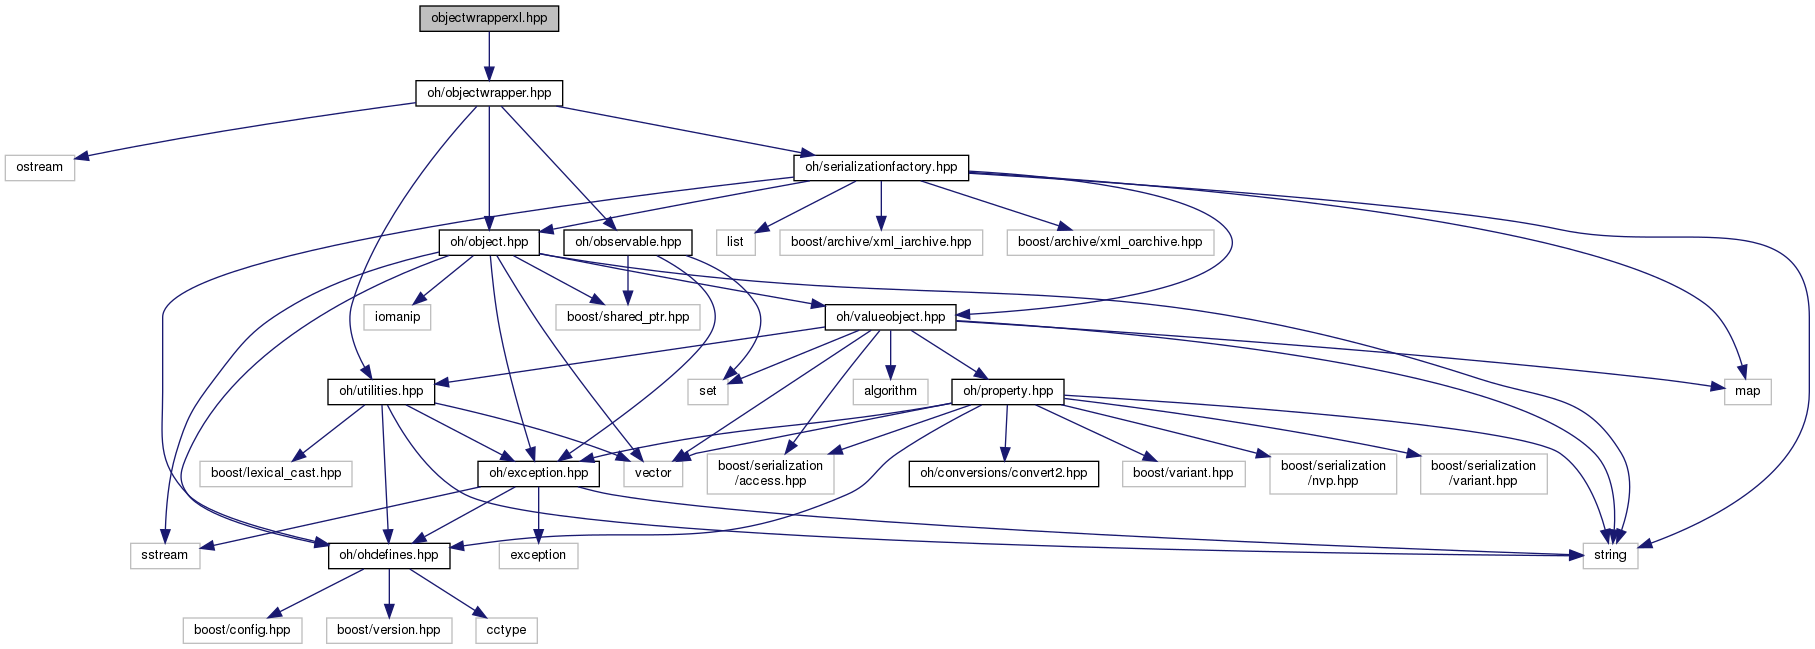 objectwrapperxl.hpp
oh/objectwrapper.hpp
ostream
oh/serializationfactory.hpp
oh/object.hpp
oh/observable.hpp
list
boost/archive/xml_iarchive.hpp
boost/archive/xml_oarchive.hpp
iomanip
boost/shared_ptr.hpp
oh/valueobject.hpp
oh/utilities.hpp
set
algorithm
oh/property.hpp
map
boost/lexical_cast.hpp
oh/exception.hpp
vector
boost/serialization
/access.hpp
oh/conversions/convert2.hpp
boost/variant.hpp
boost/serialization
/nvp.hpp
boost/serialization
/variant.hpp
sstream
oh/ohdefines.hpp
exception
string
boost/config.hpp
boost/version.hpp
cctype